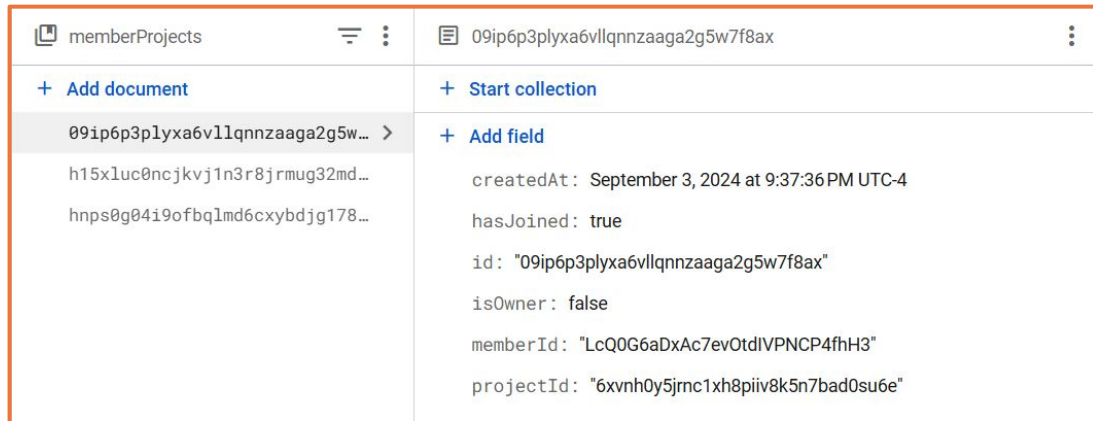 memberProjects
+ Add document
09ip6p3plyxa6vllqnnzaaga2g5w…
h15xluc0ncjkvj1n3r8jrmug32md…
hnps0g04i9ofbqlmd6cxybdjg178…
09ip6p3plyxa6vllqnnzaaga2g5w7f8ax
+ Start collection
+ Add field
createdAt: September 3, 2024 at 9:37:36 PM UTC-4
hasJoined: true
id: "09ip6p3plyxa6vllqnnzaaga2g5w7f8ax"
isOwner: false
memberId: "LcQ0G6aDxAc7evOtdIVPNCP4fhH3"
projectId: "6xvnh0y5jrnc1xh8piiv8k5n7bad0su6e"